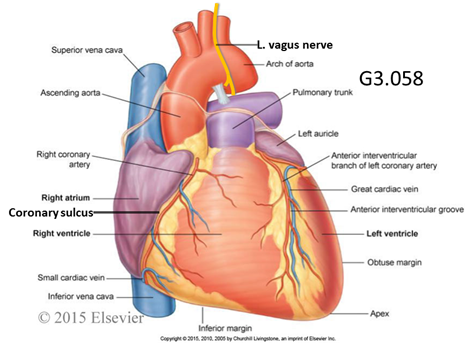 L. vagus nerve
Superior vena cava
Arch of aorta
G3.058
Ascending aorta
Pulmonary trunk
Left auricle
Right coronary
artery
Anterior interventricular
branch of left coronary artery
Great cardiac vein
Right atrium
Coronary sulcus
Anterior interventricular groove
Right ventricle
Left ventricle
Obtuse margin
Small cardiac vein
Inferior vena cava
Apex
© 2015 Elsevier
Inferior margin
Copyright © 2015, 2010, 2005 by Churchill Livingstone, an imprint of Elsevier Inc.